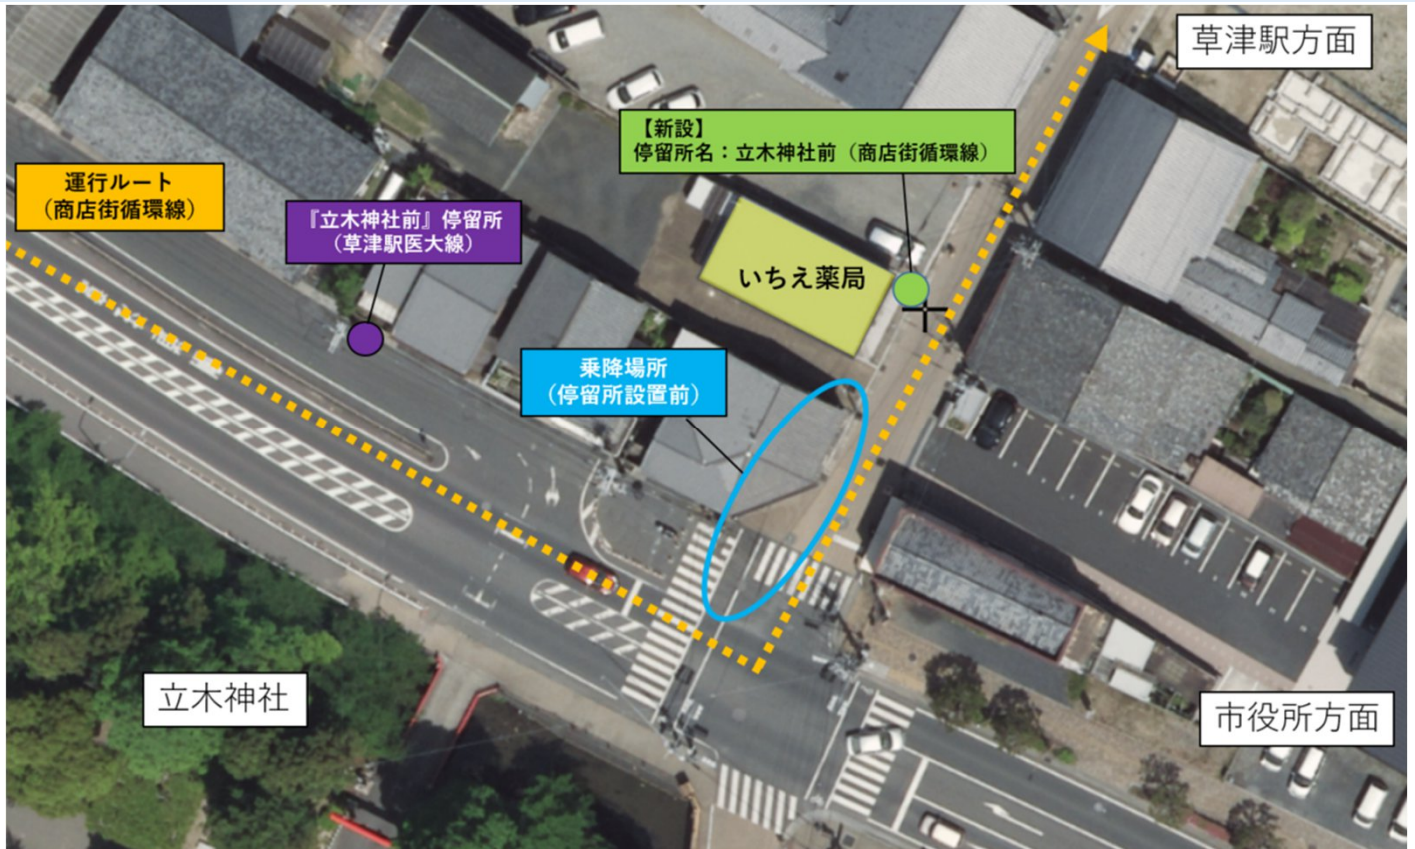 草津駅方面
【新設】
停留所名：立木神社前（商店街循環線）
運行ルート
（商店街循環線）
『立木神社前』停留所
（草津駅医大線）
いちえ薬局
乗降場所
（停留所設置前）
立木神社
市役所方面